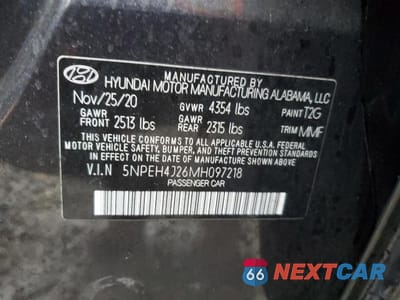 MANUFACTURED BY
HYUNDAI MOTOR MANUFACTURING ALABAMA, LLC
Nov/25/20 GVWR 4354 lbs PAINT T2G
GAWR FRONT 2513 lbs GAWR REAR 2315 lbs TRIM MMF
THIS VEHICLE CONFORMS TO ALL APPLICABLE U.S.A. FEDERAL
MOTOR VEHICLE SAFETY, BUMPER, AND THEFT PREVENTION STANDARDS
IN EFFECT ON THE DATE OF MANUFACTURE SHOWN ABOVE.
V.I.N 5NPEH4J26MH097218
PASSENGER CAR
66 NEXTCAR